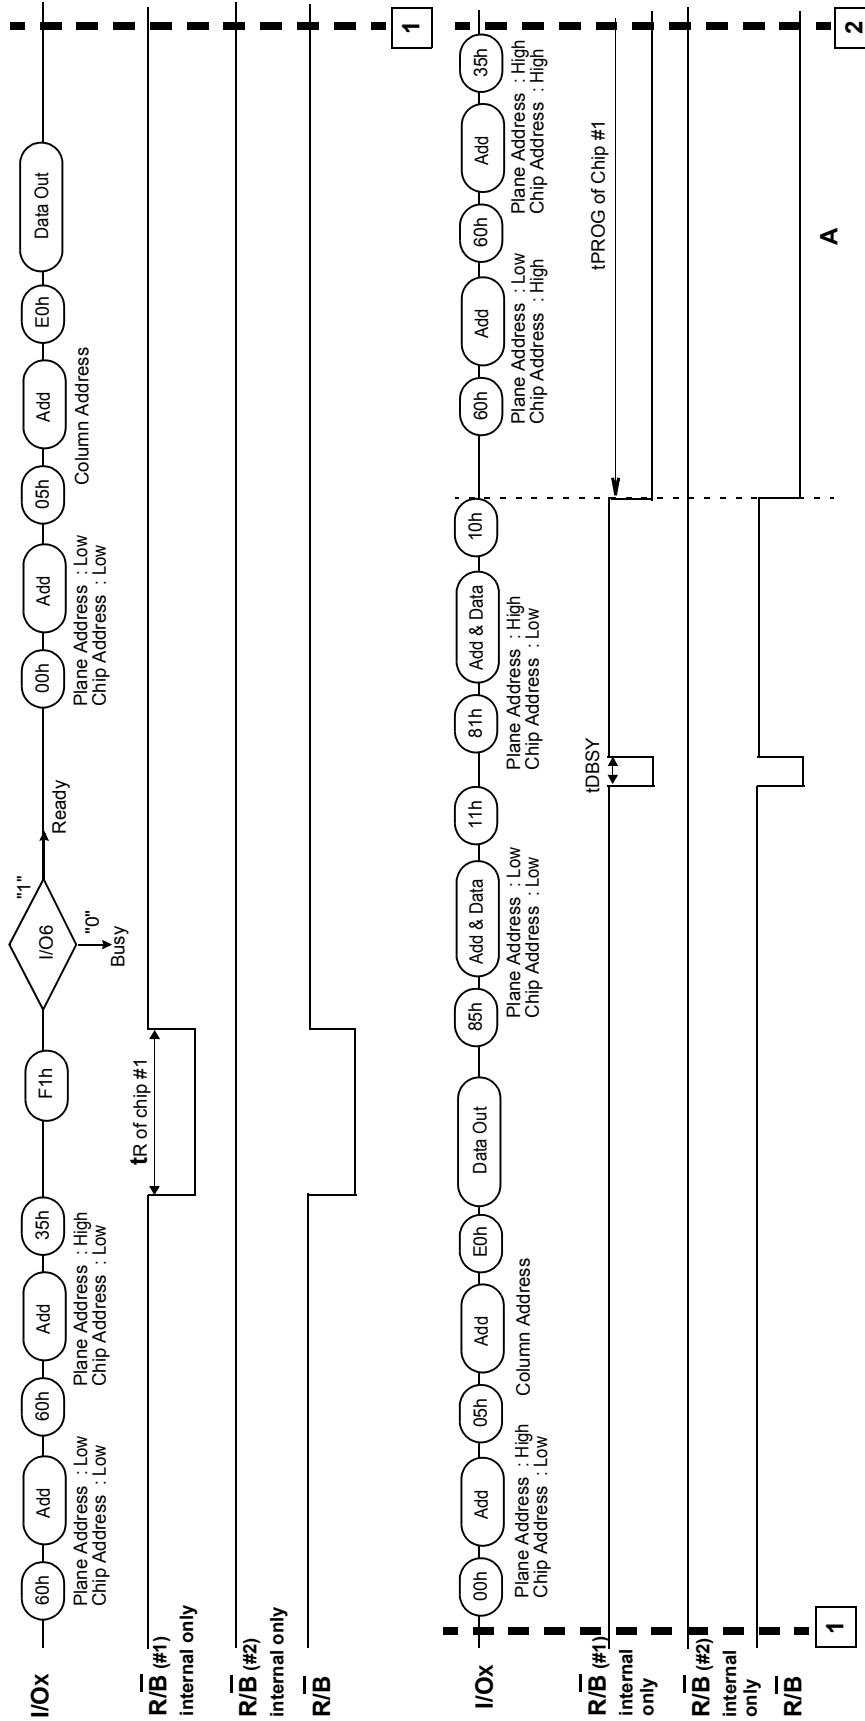 I/Ox
60h
Add
60h
Add
35h
F1h
I/O6
"1"
Ready
"0"
Busy
00h
Add
05h
Add
E0h
Data Out
Plane Address : Low
Chip Address : Low
Plane Address : High
Chip Address : Low
Plane Address : Low
Chip Address : Low
Column Address
R/B (#1)
internal only
tR of chip #1
R/B (#2)
internal only
R/B
1
I/Ox
00h
Add
05h
Add
E0h
Data Out
85h
Add & Data
11h
81h
Add & Data
10h
60h
Add
60h
Add
35h
Plane Address : High
Chip Address : Low
Column Address
Plane Address : Low
Chip Address : Low
Plane Address : High
Chip Address : Low
Plane Address : Low
Chip Address : High
Plane Address : High
Chip Address : High
R/B (#1)
internal
only
tDBSY
tPROG of Chip #1
R/B (#2)
internal
only
R/B
A
1
2